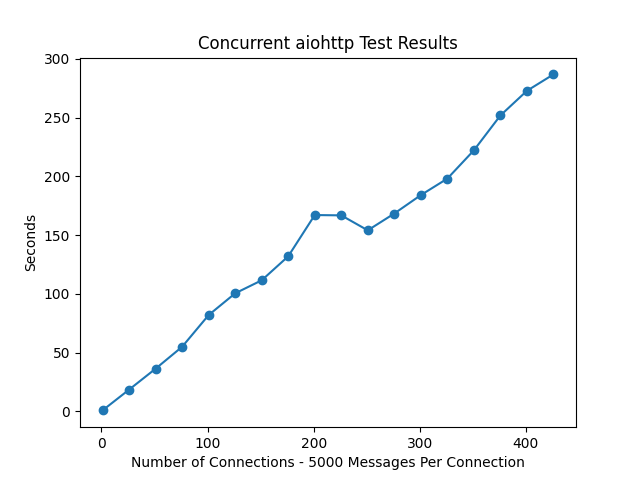 Concurrent aiohttp Test Results
300
250
200
150
100
50
0
Seconds
0 100 200 300 400
Number of Connections - 5000 Messages Per Connection